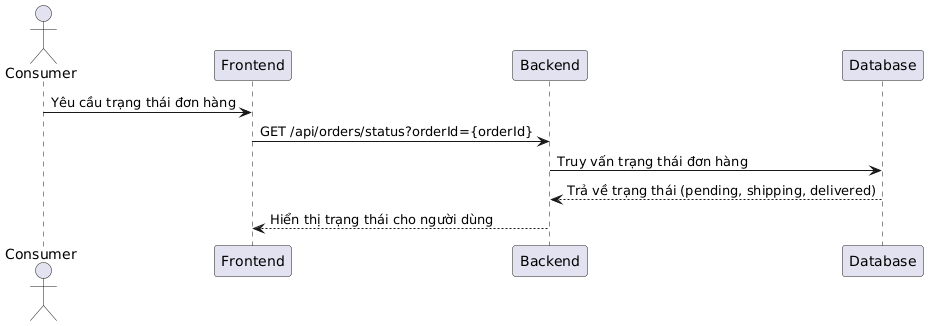 Consumer
Frontend
Backend
Database
Yêu cầu trạng thái đơn hàng
GET /api/orders/status?orderId={orderId}
Truy vấn trạng thái đơn hàng
Trả về trạng thái (pending, shipping, delivered)
Hiển thị trạng thái cho người dùng
Consumer
Frontend
Backend
Database